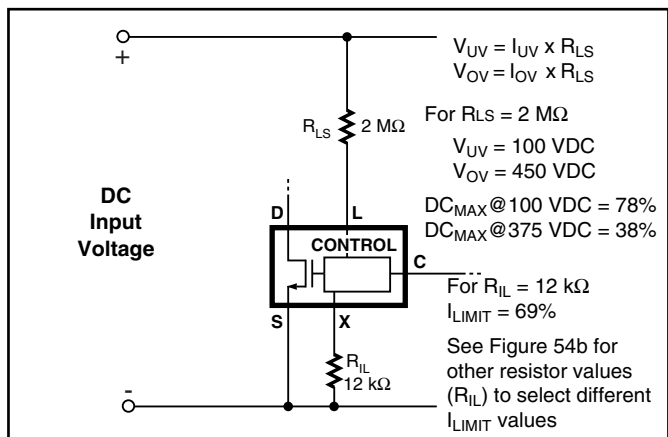 +
V_UV = I_UV x R_LS
V_OV = I_OV x R_LS
R_LS
2 MΩ
For RLS = 2 MΩ
V_UV = 100 VDC
V_OV = 450 VDC
DC_MAX@100 VDC = 78%
DC_MAX@375 VDC = 38%
DC
Input
Voltage
D
L
CONTROL
C
S
X
For R_IL = 12 kΩ
I_LIMIT = 69%
R_IL
12 kΩ
See Figure 54b for
other resistor values
(R_IL) to select different
I_LIMIT values
-